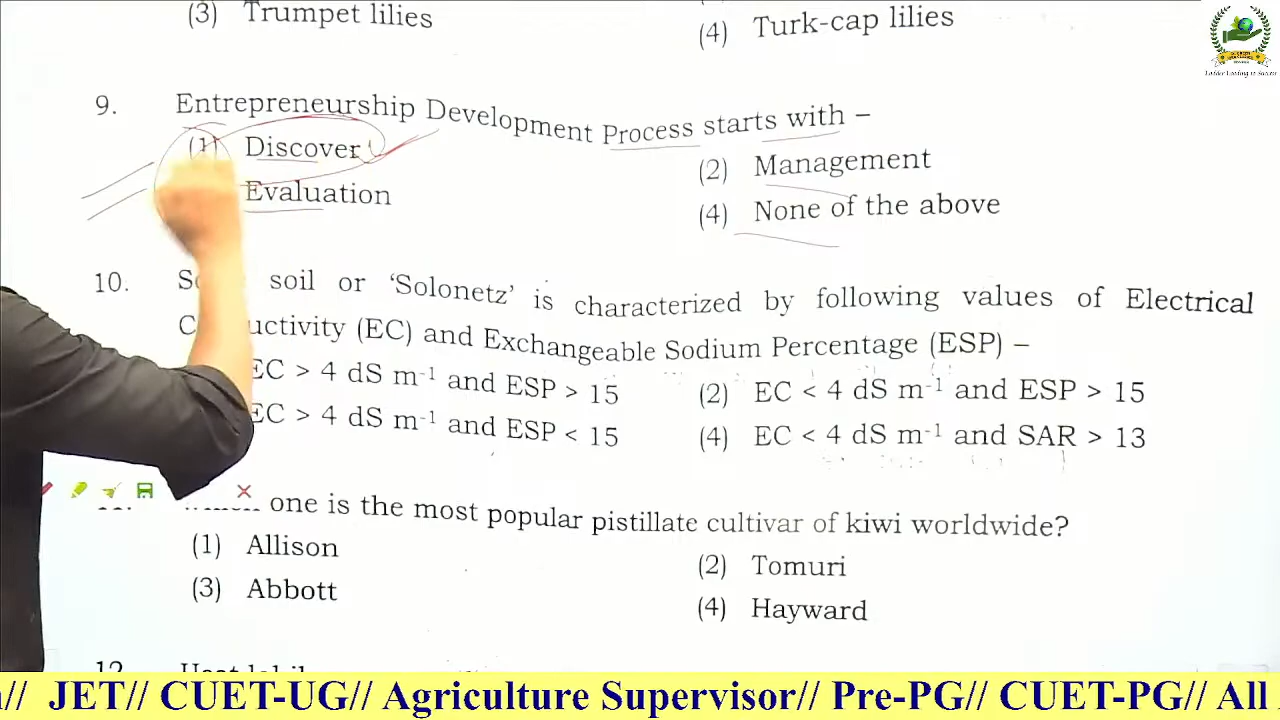 (3) Trumpet lilies
(4) Turk-cap lilies
9. Entrepreneurship Development Process starts with –
(1) Discover
(2) Management
Evaluation
(4) None of the above
10. soil or ‘Solonetz’ is characterized by following values of Electrical
(EC) and Exchangeable Sodium Percentage (ESP) –
EC > 4 dS m-1 and ESP > 15
(2) EC < 4 dS m-1 and ESP > 15
EC > 4 dS m-1 and ESP < 15
(4) EC < 4 dS m-1 and SAR > 13
one is the most popular pistillate cultivar of kiwi worldwide?
(1) Allison
(2) Tomuri
(3) Abbott
(4) Hayward
// JET// CUET-UG// Agriculture Supervisor// Pre-PG// CUET-PG// All